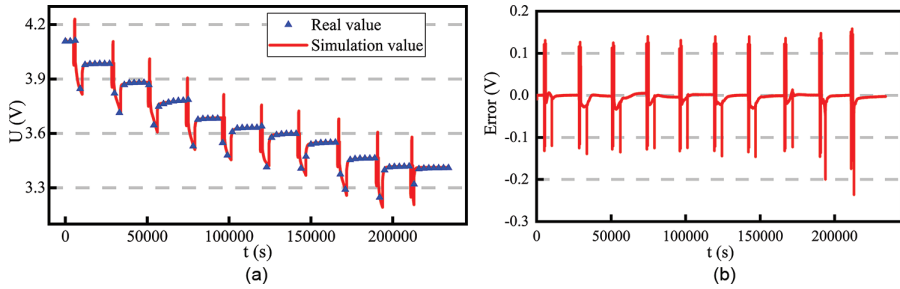 Real value
Simulation value
4.2
3.9
3.6
3.3
U (V)
0
50000
100000
150000
200000
t (s)
(a)
0.2
0.1
0.0
-0.1
-0.2
-0.3
Error (V)
0
50000
100000
150000
200000
t (s)
(b)